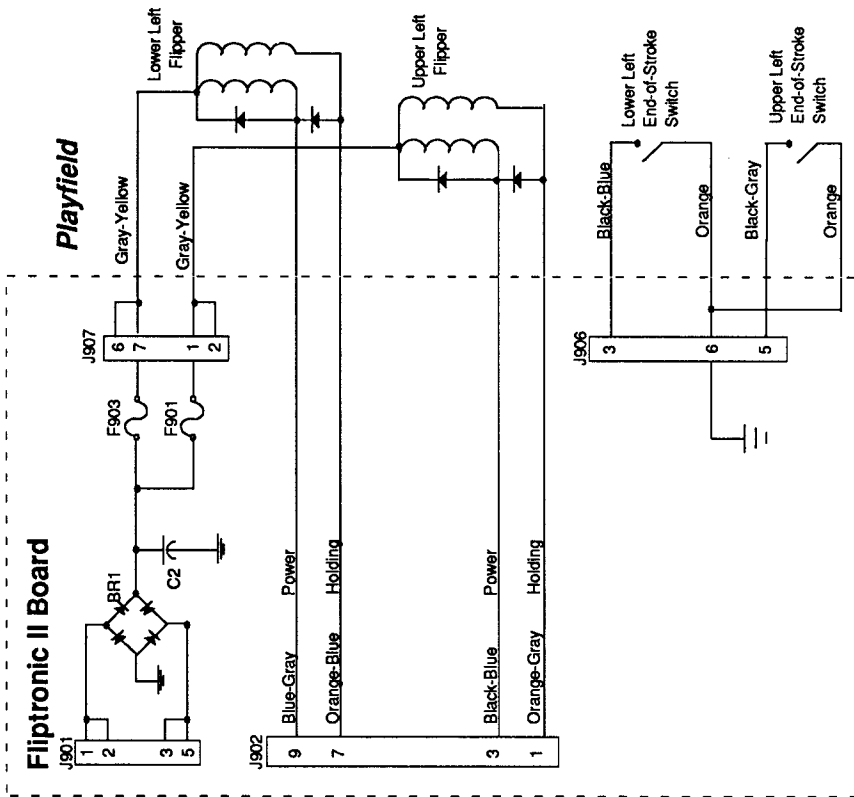 Playfield
Fliptronic II Board
J901
1
2
3
5
BR1
C2
F903
F901
J907
6
7
1
2
Gray-Yellow
Gray-Yellow
Lower Left
Flipper
Upper Left
Flipper
J902
9
7
3
1
Blue-Gray
Power
Orange-Blue
Holding
Black-Blue
Power
Orange-Gray
Holding
J906
3
6
5
Black-Blue
Orange
Black-Gray
Orange
Lower Left
End-of-Stroke
Switch
Upper Left
End-of-Stroke
Switch